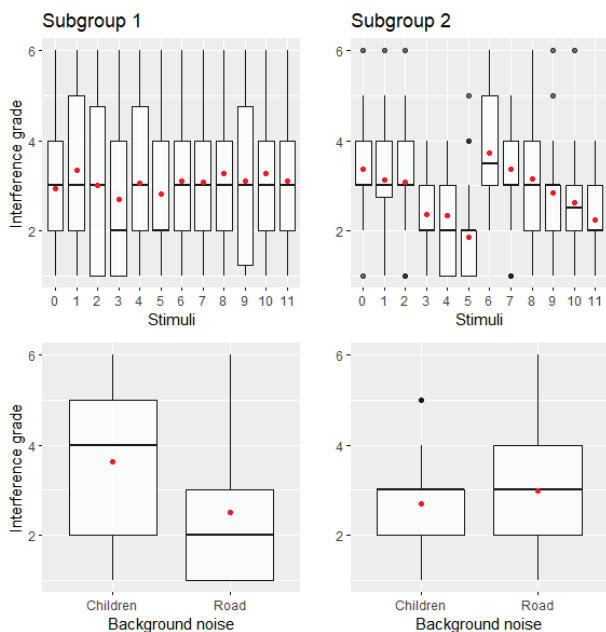 Subgroup 1
Subgroup 2
Interference grade
6
4
2
0 1 2 3 4 5 6 7 8 9 10 11
Stimuli
6
4
2
0 1 2 3 4 5 6 7 8 9 10 11
Stimuli
Interference grade
6
4
2
Children Road
Background noise
6
4
2
Children Road
Background noise